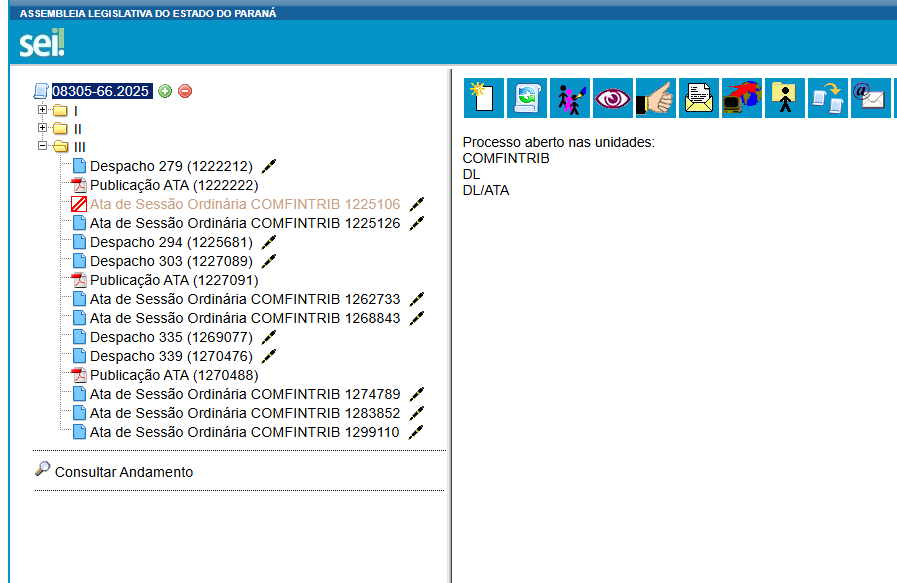 ASSEMBLEIA LEGISLATIVA DO ESTADO DO PARANÁ
sei!
08305-66.2025
I
II
III
Despacho 279 (1222212)
Publicação ATA (1222222)
Ata de Sessão Ordinária COMFINTRIB 1225106
Ata de Sessão Ordinária COMFINTRIB 1225126
Despacho 294 (1225681)
Despacho 303 (1227089)
Publicação ATA (1227091)
Ata de Sessão Ordinária COMFINTRIB 1262733
Ata de Sessão Ordinária COMFINTRIB 1268843
Despacho 335 (1269077)
Despacho 339 (1270476)
Publicação ATA (1270488)
Ata de Sessão Ordinária COMFINTRIB 1274789
Ata de Sessão Ordinária COMFINTRIB 1283852
Ata de Sessão Ordinária COMFINTRIB 1299110
Consultar Andamento
Processo aberto nas unidades:
COMFINTRIB
DL
DL/ATA